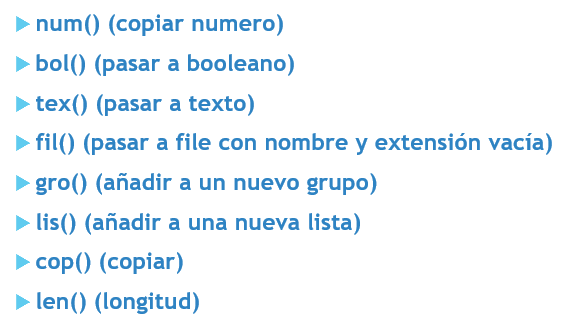 num() (copiar numero)
bol() (pasar a booleano)
tex() (pasar a texto)
fil() (pasar a file con nombre y extensión vacía)
gro() (añadir a un nuevo grupo)
lis() (añadir a una nueva lista)
cop() (copiar)
len() (longitud)